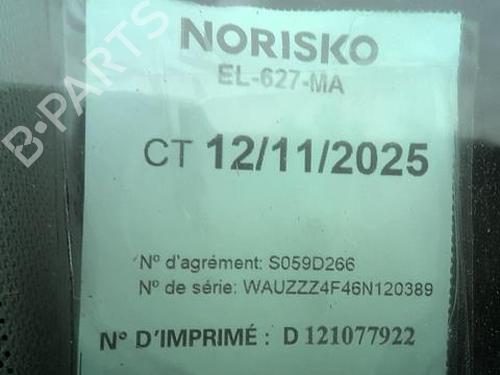 NORISKO
EL-627-MA
CT 12/11/2025
N° d'agrément: S059D266
N° de série: WAUZZZ4F46N120389
N° D'IMPRIMÉ : D 121077922
B-PARTS